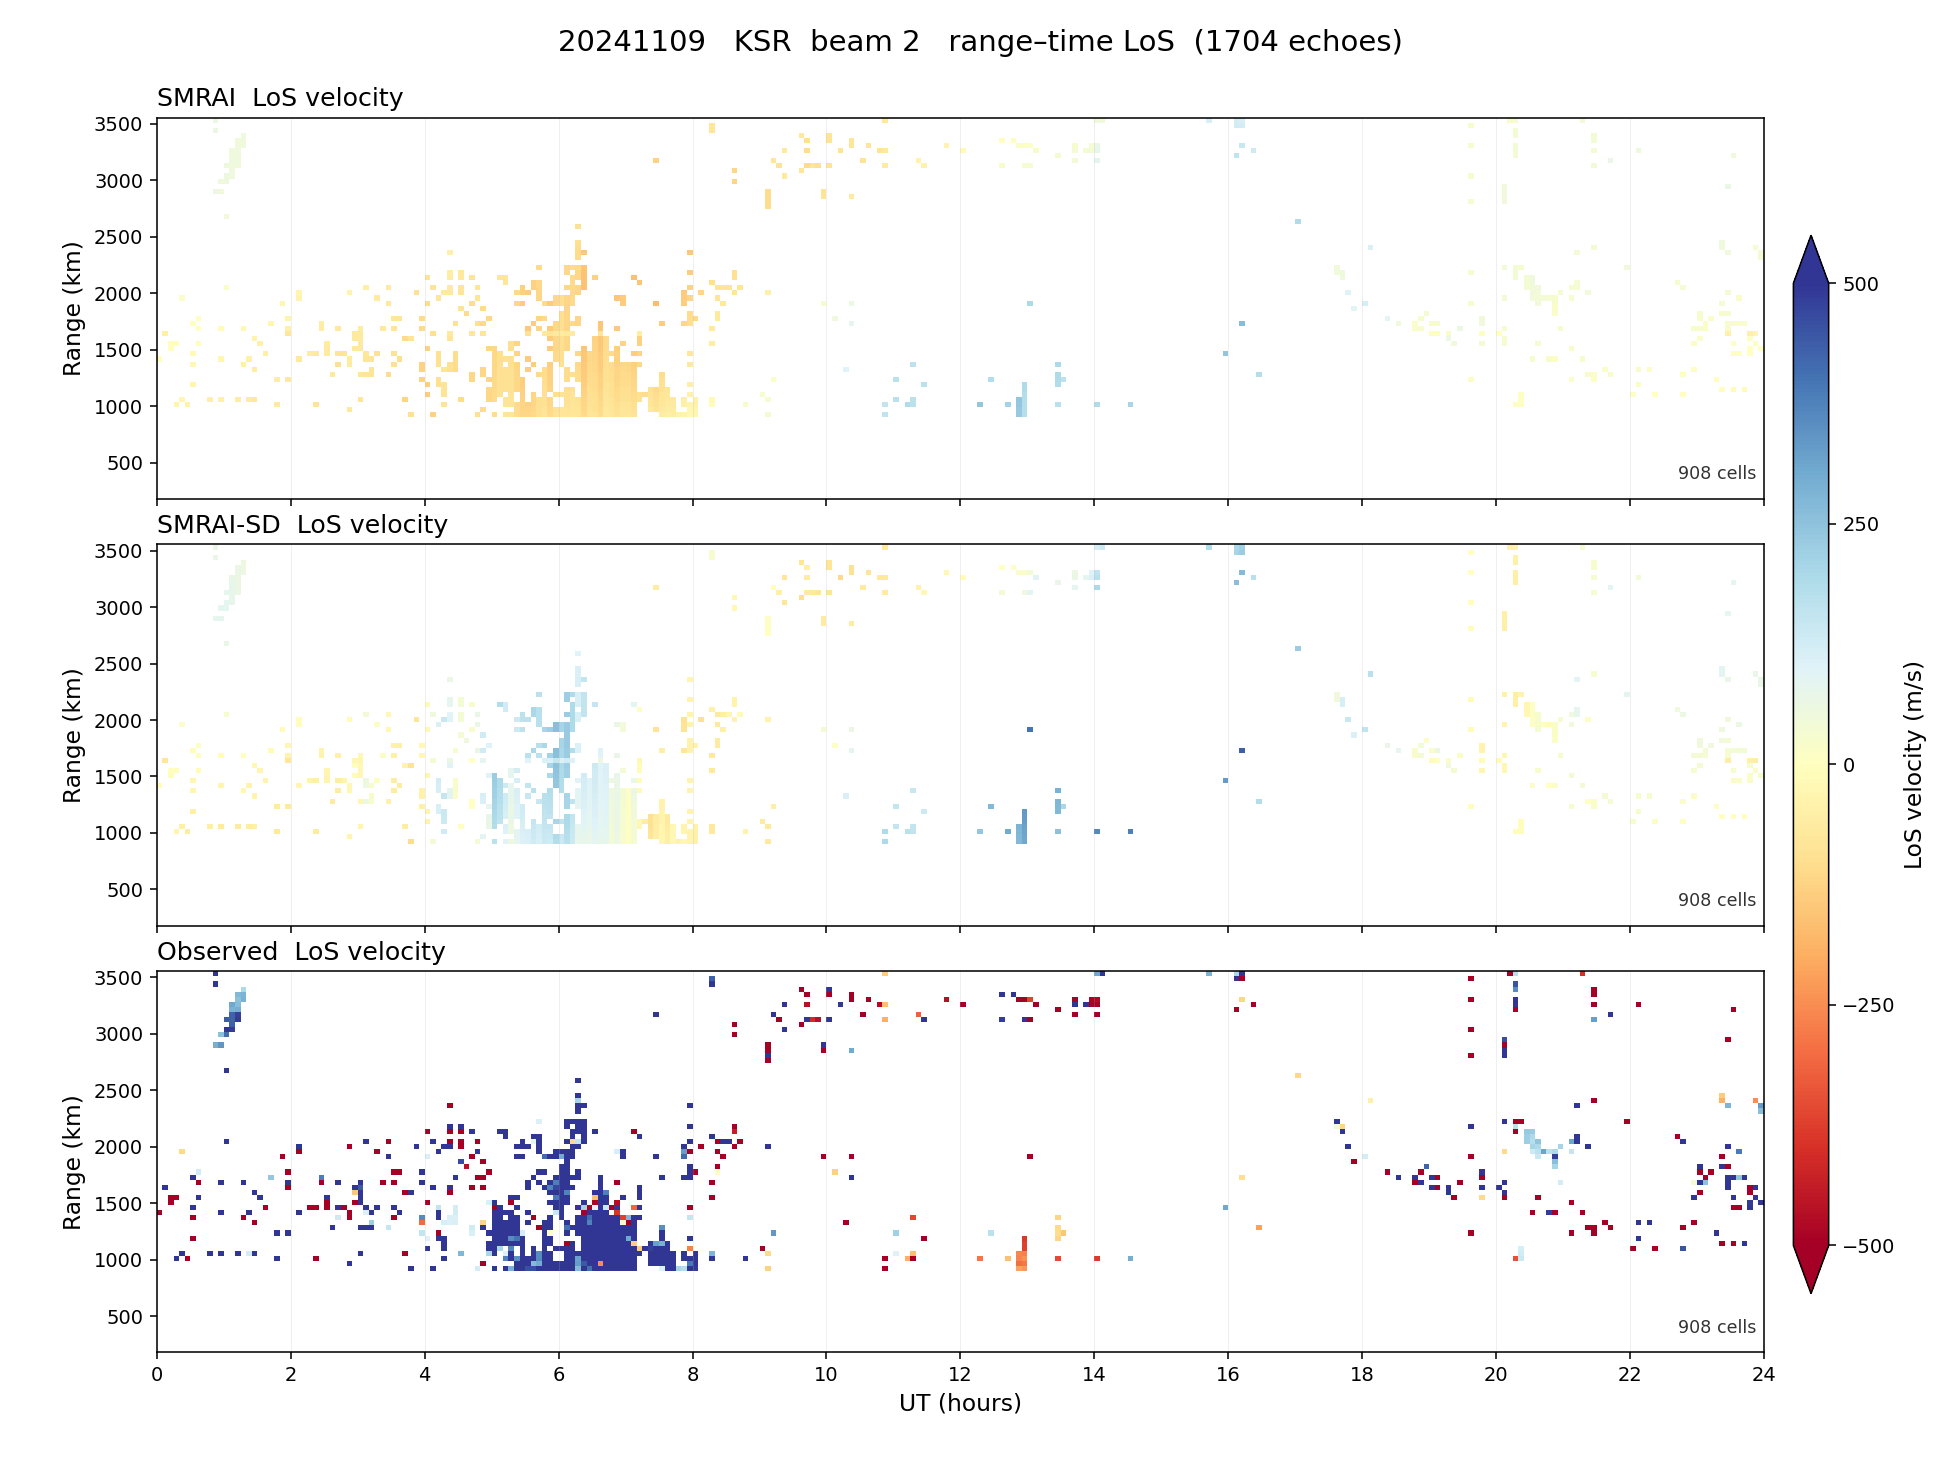 20241109   KSR  beam 2   range–time LoS  (1704 echoes)
SMRAI  LoS velocity
3500
3000
2500
2000
1500
1000
500
Range (km)
908 cells
SMRAI-SD  LoS velocity
3500
3000
2500
2000
1500
1000
500
Range (km)
908 cells
Observed  LoS velocity
3500
3000
2500
2000
1500
1000
500
Range (km)
908 cells
0 2 4 6 8 10 12 14 16 18 20 22 24
UT (hours)
500
250
0
−250
−500
LoS velocity (m/s)